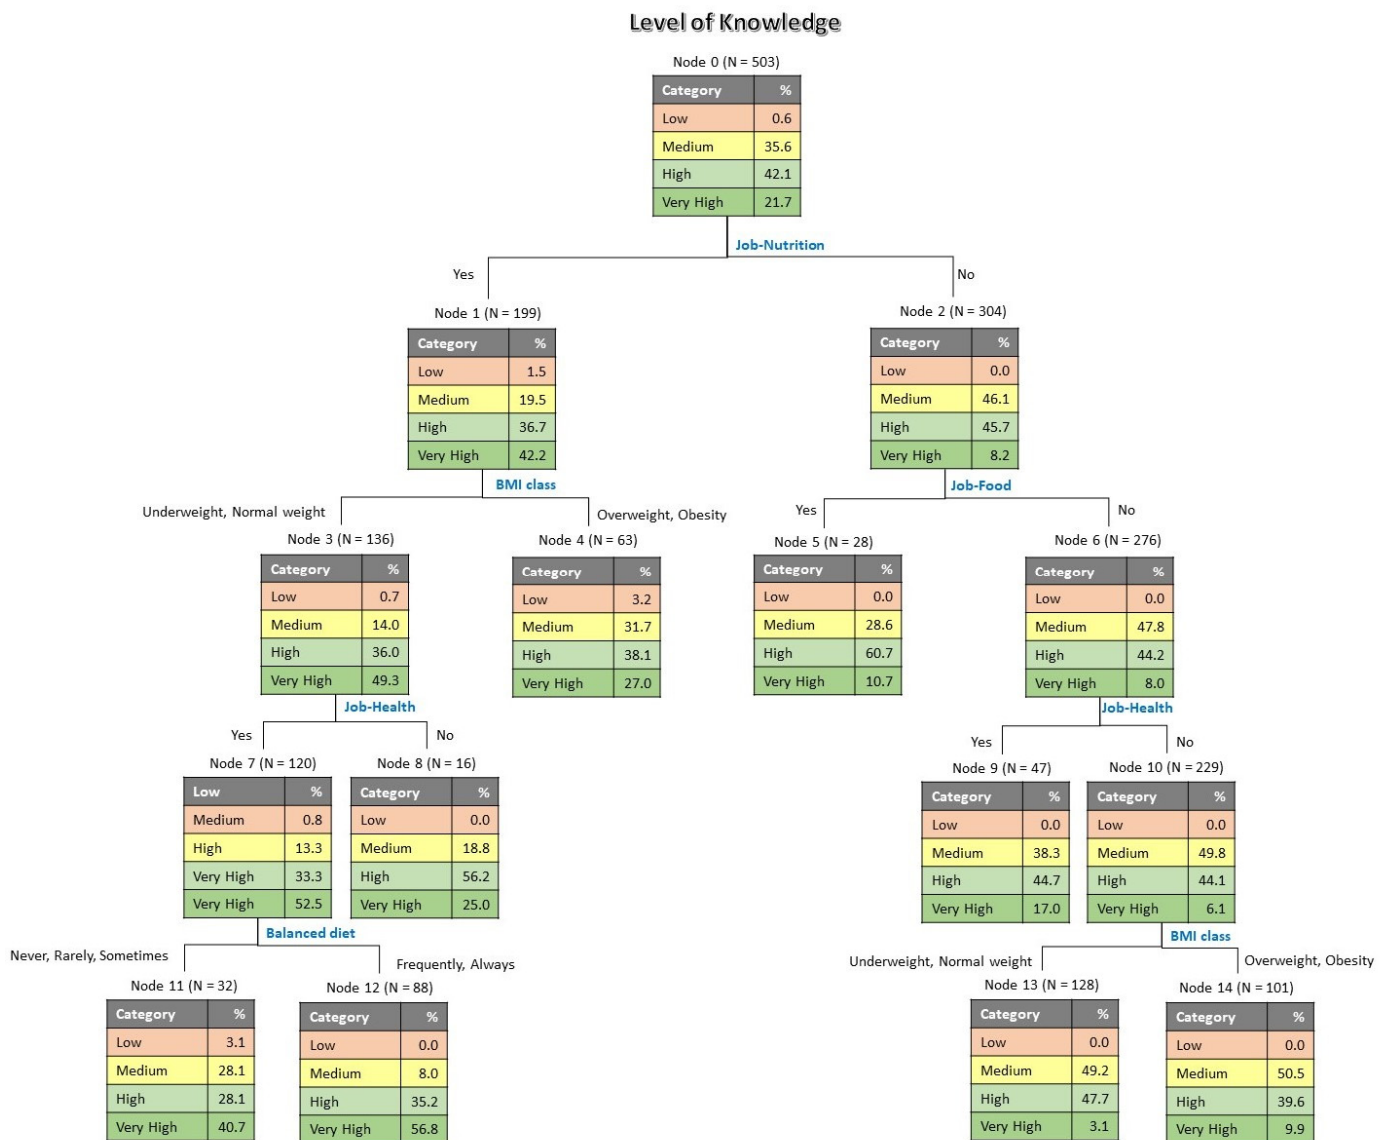 Level of Knowledge
Node 0 (N = 503)
Category %
Low 0.6
Medium 35.6
High 42.1
Very High 21.7
Job-Nutrition
Yes
No
Node 1 (N = 199)
Category %
Low 1.5
Medium 19.5
High 36.7
Very High 42.2
Node 2 (N = 304)
Category %
Low 0.0
Medium 46.1
High 45.7
Very High 8.2
BMI class
Underweight, Normal weight
Overweight, Obesity
Job-Food
Yes
No
Node 3 (N = 136)
Category %
Low 0.7
Medium 14.0
High 36.0
Very High 49.3
Node 4 (N = 63)
Category %
Low 3.2
Medium 31.7
High 38.1
Very High 27.0
Node 5 (N = 28)
Category %
Low 0.0
Medium 28.6
High 60.7
Very High 10.7
Node 6 (N = 276)
Category %
Low 0.0
Medium 47.8
High 44.2
Very High 8.0
Job-Health
Yes
No
Job-Health
Yes
No
Node 7 (N = 120)
Low %
Medium 0.8
High 13.3
Very High 33.3
Very High 52.5
Node 8 (N = 16)
Category %
Low 0.0
Medium 18.8
High 56.2
Very High 25.0
Node 9 (N = 47)
Category %
Low 0.0
Medium 38.3
High 44.7
Very High 17.0
Node 10 (N = 229)
Category %
Low 0.0
Medium 49.8
High 44.1
Very High 6.1
Balanced diet
Never, Rarely, Sometimes
Frequently, Always
BMI class
Underweight, Normal weight
Overweight, Obesity
Node 11 (N = 32)
Category %
Low 3.1
Medium 28.1
High 28.1
Very High 40.7
Node 12 (N = 88)
Category %
Low 0.0
Medium 8.0
High 35.2
Very High 56.8
Node 13 (N = 128)
Category %
Low 0.0
Medium 49.2
High 47.7
Very High 3.1
Node 14 (N = 101)
Category %
Low 0.0
Medium 50.5
High 39.6
Very High 9.9